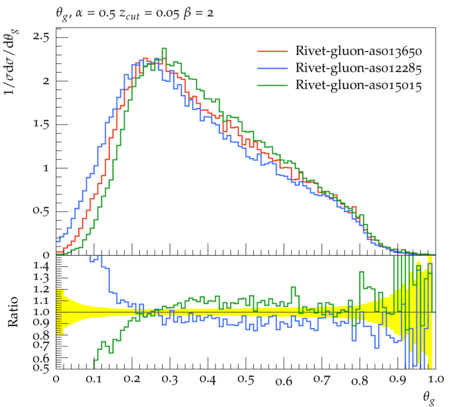 θg, α = 0.5 zcut = 0.05 β = 2
1/σ dσ/dθg
2.5
2
1.5
1
0.5
0
Rivet-gluon-aso13650
Rivet-gluon-aso12285
Rivet-gluon-aso15015
Ratio
1.4
1.3
1.2
1.1
1.0
0.9
0.8
0.7
0.6
0.5
0 0.1 0.2 0.3 0.4 0.5 0.6 0.7 0.8 0.9 1.0
θg